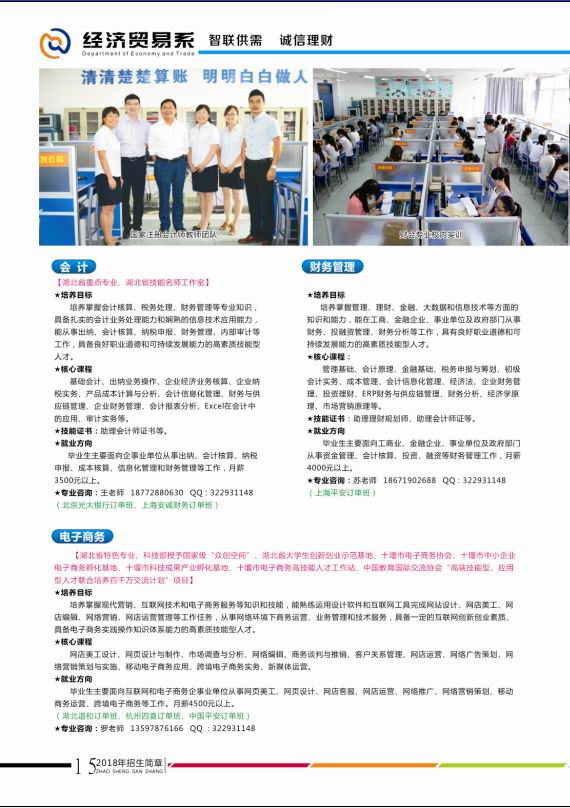 经济贸易系
Department of Economy and Trade
智联供需 诚信理财
清清楚楚算账 明明白白做人
国家注册会计师教师团队
财会专业校内实训
会 计
【湖北省重点专业、湖北省技能名师工作室】
★培养目标
培养掌握会计核算、税务处理、财务管理等专业知识，
具备扎实的会计业务处理能力和娴熟的信息技术应用能力，
能从事出纳、会计核算、纳税申报、财务管理、内部审计等
工作，具备良好职业道德和可持续发展能力的高素质技能型
人才。
★核心课程
基础会计、出纳业务操作、企业经济业务核算、企业纳
税实务、产品成本计算与分析、会计信息化管理、财务与供
应链管理、企业财务管理、会计报表分析、Excel在会计中
的应用、审计实务等。
★技能证书：助理会计师证书等。
★就业方向
毕业生主要面向企事业单位从事出纳、会计核算、纳税
申报、成本核算、信息化管理和财务管理等工作，月薪
3500元以上。
★专业咨询：王老师 18772880630 QQ：322931148
（北京光大银行订单班、上海安诚财务订单班）
财务管理
★培养目标
培养掌握管理、理财、金融、大数据和信息技术等方面的
知识和能力，能在工商、金融企业、事业单位及政府部门从事
财务、投融资管理、财务分析等工作，具有良好职业道德和可
持续发展能力的高素质技能型人才。
★核心课程：
管理基础、会计原理、金融基础、税务申报与筹划、初级
会计实务、成本管理、会计信息化管理、经济法、企业财务管
理、投资理财、ERP财务与供应链管理、财务分析、经济学原
理、市场营销原理等。
★技能证书：助理理财规划师、助理会计师证等。
★就业方向
毕业生主要面向工商业、金融企业、事业单位及政府部门
从事资金管理、会计核算、投资、融资等财务管理工作，月薪
4000元以上。
★专业咨询：苏老师 18671902688 QQ：322931148
（上海平安订单班）
电子商务
【湖北省特色专业、科技部授予国家级“众创空间”、湖北省大学生创新创业示范基地、十堰市电子商务协会、十堰市中小企业
电子商务孵化基地、十堰市科技成果产业孵化基地、十堰市电子商务高技能人才工作站、中国教育国际交流协会“高端技能型、应用
型人才联合培养百千万交流计划”项目】
★培养目标
培养掌握现代营销、互联网技术和电子商务服务等知识和技能，能熟练运用设计软件和互联网工具完成网站设计、网店美工、网
店编辑、网络营销、网店运营管理等工作任务，从事网络环境下商务运营、业务管理和技术服务，具备一定的互联网创新创业素质、
具备电子商务实践操作知识体系能力的高素质技能型人才。
★核心课程
网店美工设计、网页设计与制作、市场调查与分析、网络编辑、商务谈判与推销、客户关系管理、网店运营、网络广告策划、网
络营销策划与实施、移动电子商务应用、跨境电子商务实务、新媒体运营。
★就业方向
毕业生主要面向互联网和电子商务企事业单位从事网页美工、网页设计、网店客服、网店运营、网络推广、网络营销策划、移动
商务运营、跨境电子商务等工作。月薪4500元以上。
（湖北道和订单班、杭州四喜订单班、中国平安订单班）
★专业咨询：罗老师 13597876166 QQ ：322931148
15
2018年招生简章
ZHAO SHENG JIAN ZHANG